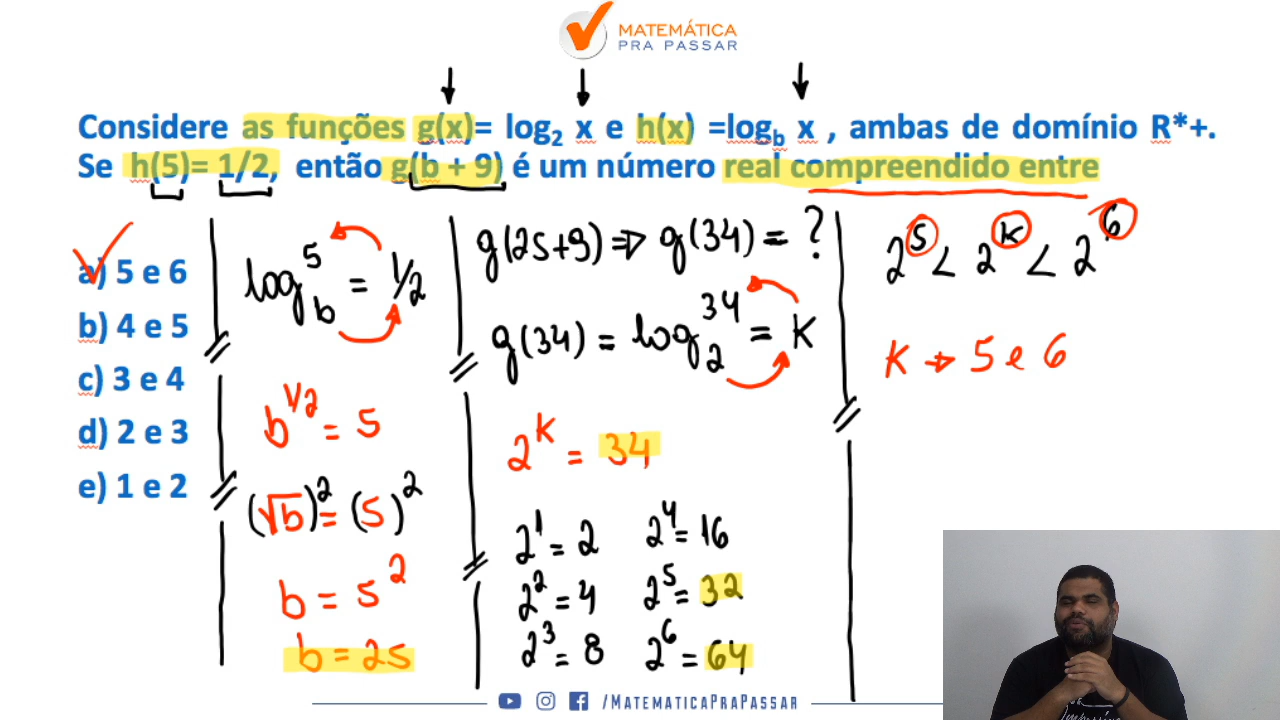 MATEMÁTICA
PRA PASSAR
Considere as funções g(x)= log₂ x e h(x) =log_b x , ambas de domínio R*+.
Se h(5)= 1/2, então g(b + 9) é um número real compreendido entre
a) 5 e 6
b) 4 e 5
c) 3 e 4
d) 2 e 3
e) 1 e 2
log_b 5 = 1/2
b^1/2 = 5
(√b)² = (5)²
b = 5²
b = 25
g(25+9) ⇒ g(34) = ?
g(34) = log₂ 34 = K
2^K = 34
2¹ = 2
2² = 4
2³ = 8
2⁴ = 16
2⁵ = 32
2⁶ = 64
2⁵ < 2^K < 2⁶
K → 5 e 6
/MATEMATICAPRAPASSAR